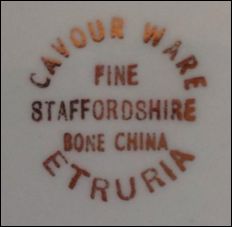 CAVOUR WARE
FINE
STAFFORDSHIRE
BONE CHINA
ETRURIA